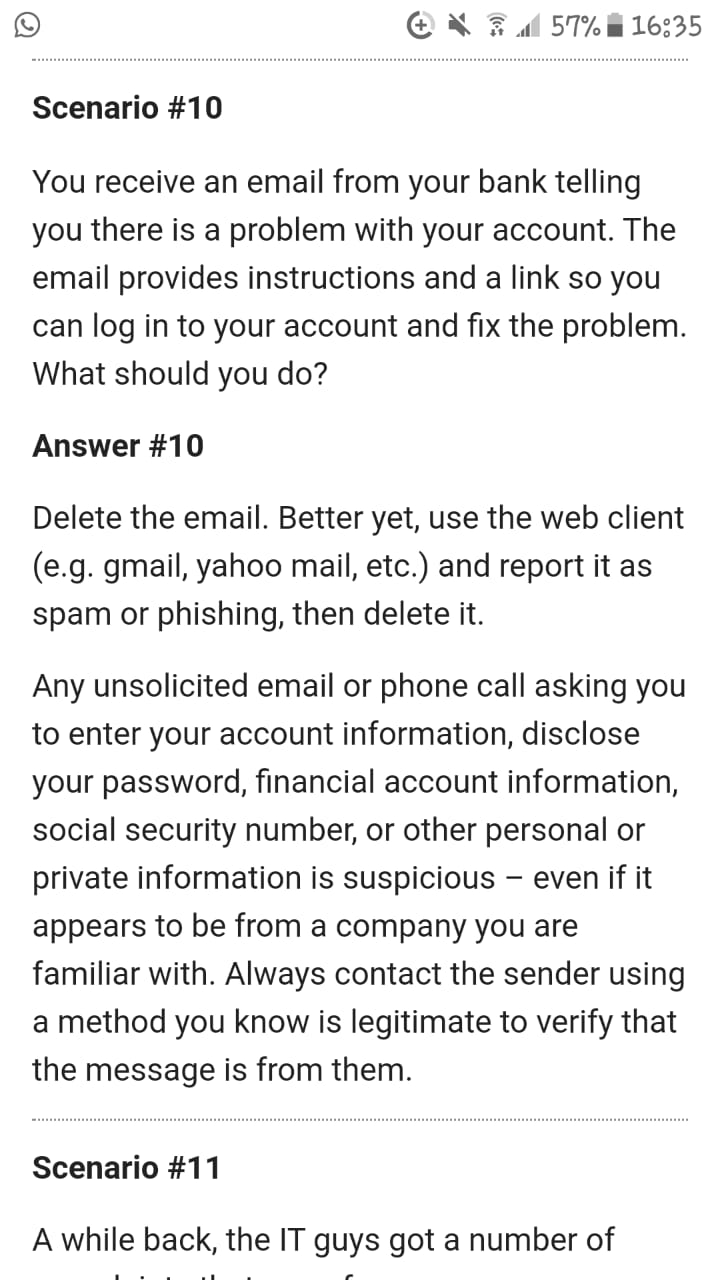 57% 16:35
Scenario #10
You receive an email from your bank telling
you there is a problem with your account. The
email provides instructions and a link so you
can log in to your account and fix the problem.
What should you do?
Answer #10
Delete the email. Better yet, use the web client
(e.g. gmail, yahoo mail, etc.) and report it as
spam or phishing, then delete it.
Any unsolicited email or phone call asking you
to enter your account information, disclose
your password, financial account information,
social security number, or other personal or
private information is suspicious – even if it
appears to be from a company you are
familiar with. Always contact the sender using
a method you know is legitimate to verify that
the message is from them.
Scenario #11
A while back, the IT guys got a number of